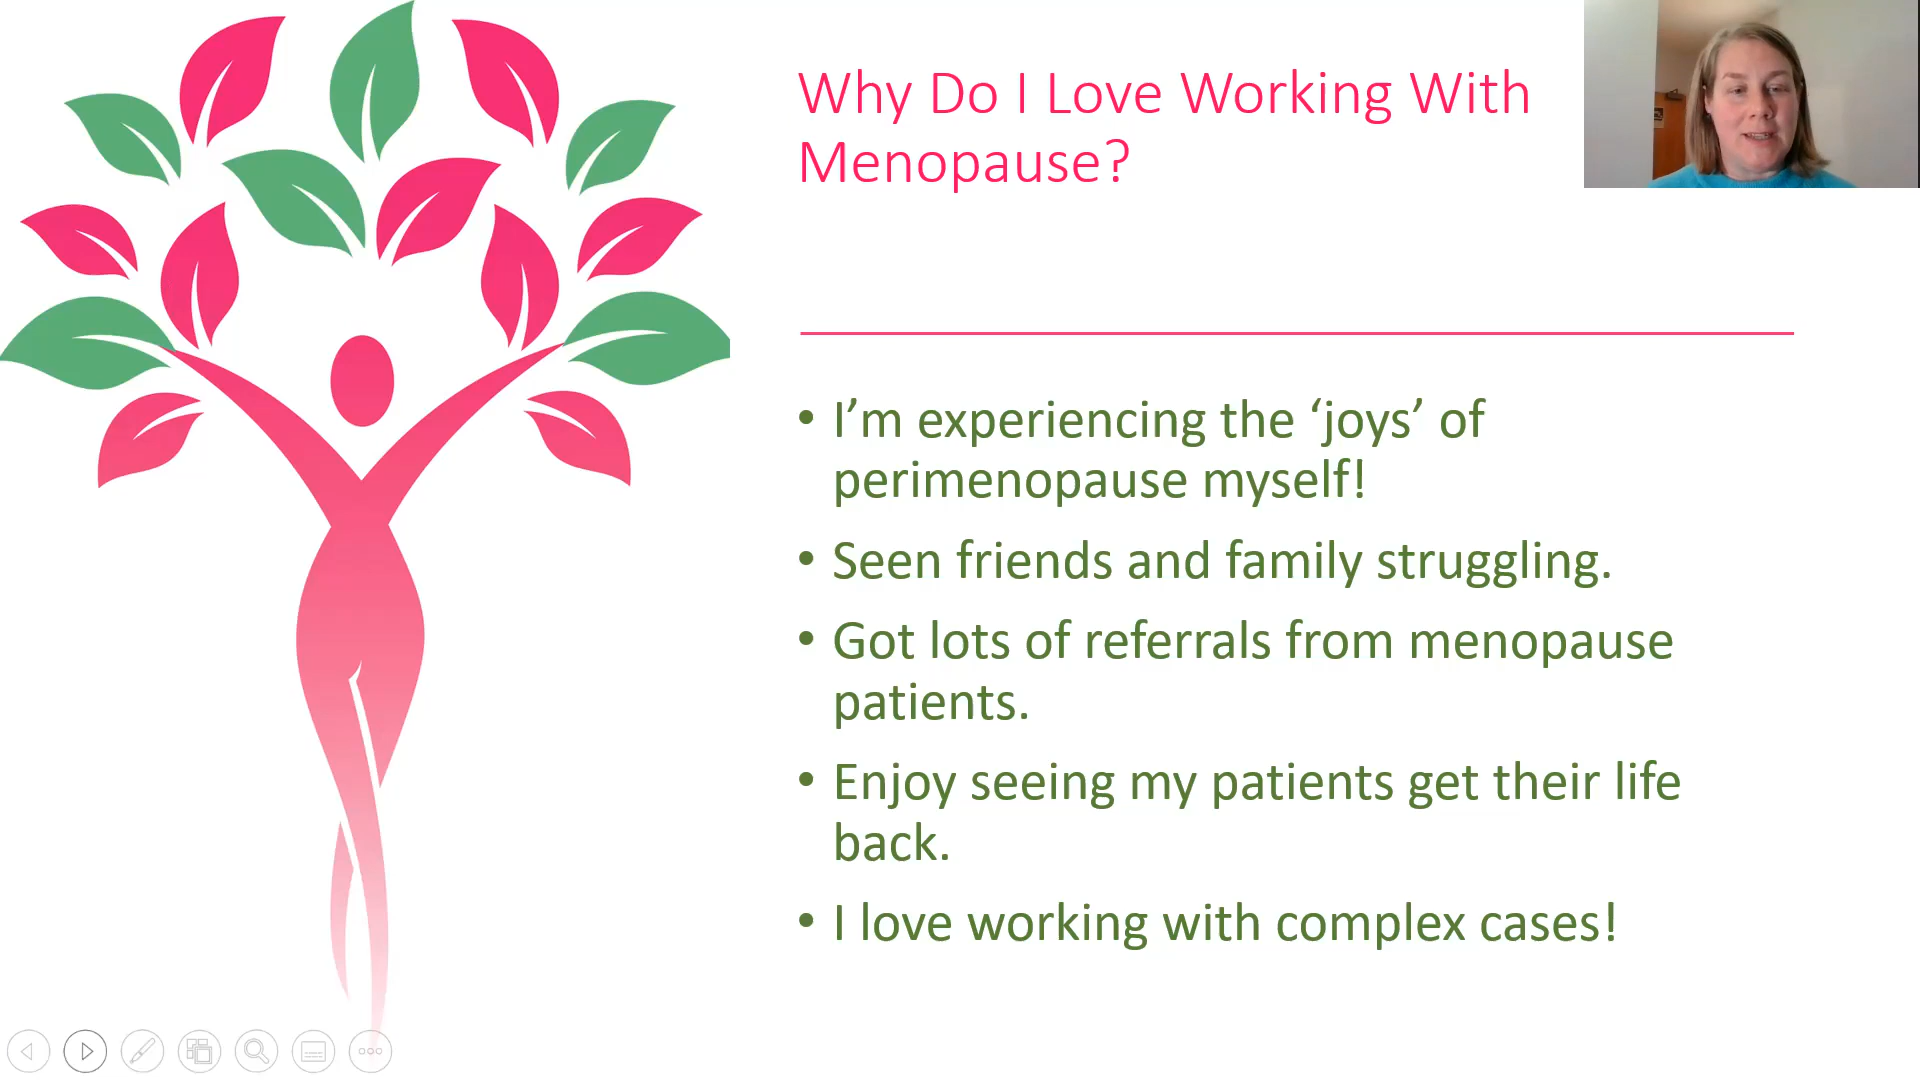 Why Do I Love Working With
Menopause?
• I’m experiencing the ‘joys’ of
perimenopause myself!
• Seen friends and family struggling.
• Got lots of referrals from menopause
patients.
• Enjoy seeing my patients get their life
back.
• I love working with complex cases!